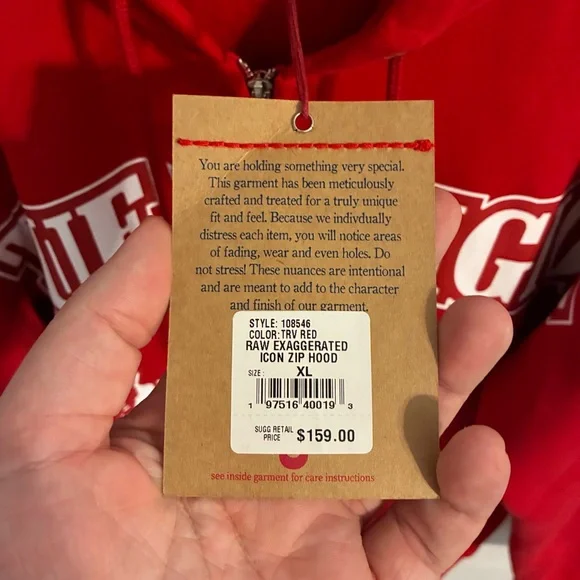 You are holding something very special.
This garment has been meticulously
crafted and treated for a truly unique
fit and feel. Because we indivdually
distress each item, you will notice areas
of fading, wear and even holes. Do
not stress! These nuances are intentional
and are meant to add to the character
and finish of our garment.
STYLE: 108546
COLOR:TRV RED
RAW EXAGGERATED
ICON ZIP HOOD
SIZE: XL
1 97516 40019 3
SUGG RETAIL
PRICE $159.00
see inside garment for care instructions
UE
G